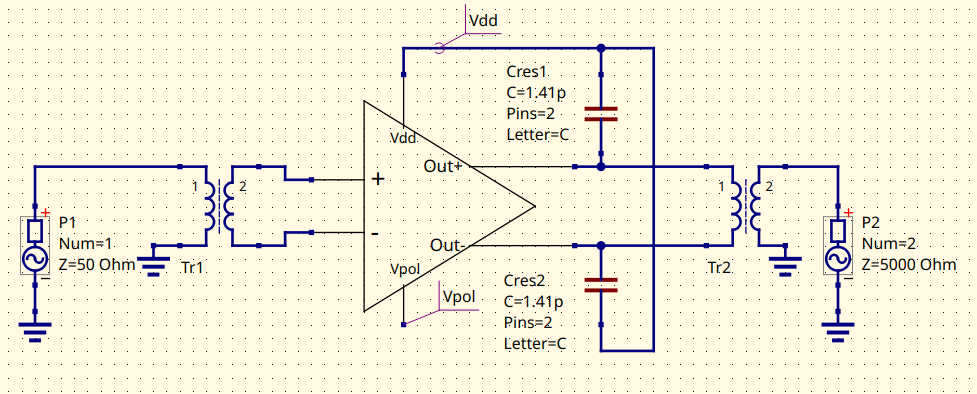 Vdd
Cres1
C=1.41p
Pins=2
Letter=C
Vdd
Out+
+
1
2
1
2
+
P1
Num=1
Z=50 Ohm
−
Tr1
-
Out-
Vpol
Vpol
Cres2
C=1.41p
Pins=2
Letter=C
Tr2
+
P2
Num=2
Z=5000 Ohm
−